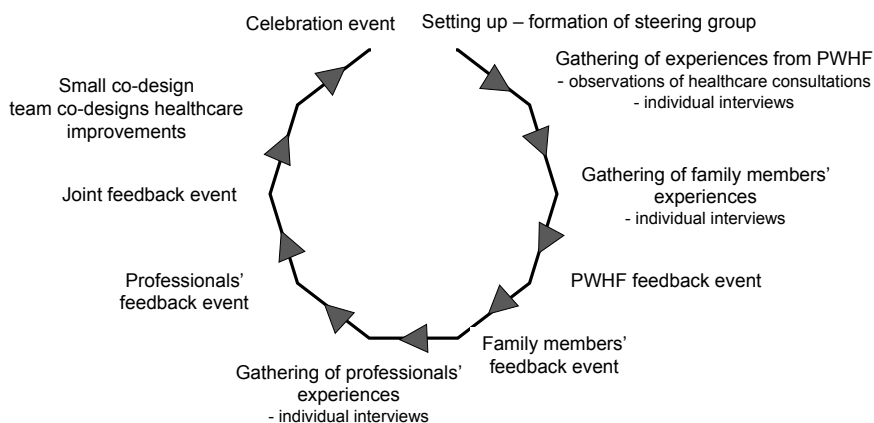 Setting up – formation of steering group
Gathering of experiences from PWHF
- observations of healthcare consultations
- individual interviews
Gathering of family members’
experiences
- individual interviews
PWHF feedback event
Family members’
feedback event
Gathering of professionals’
experiences
- individual interviews
Professionals’
feedback event
Joint feedback event
Small co-design
team co-designs healthcare
improvements
Celebration event